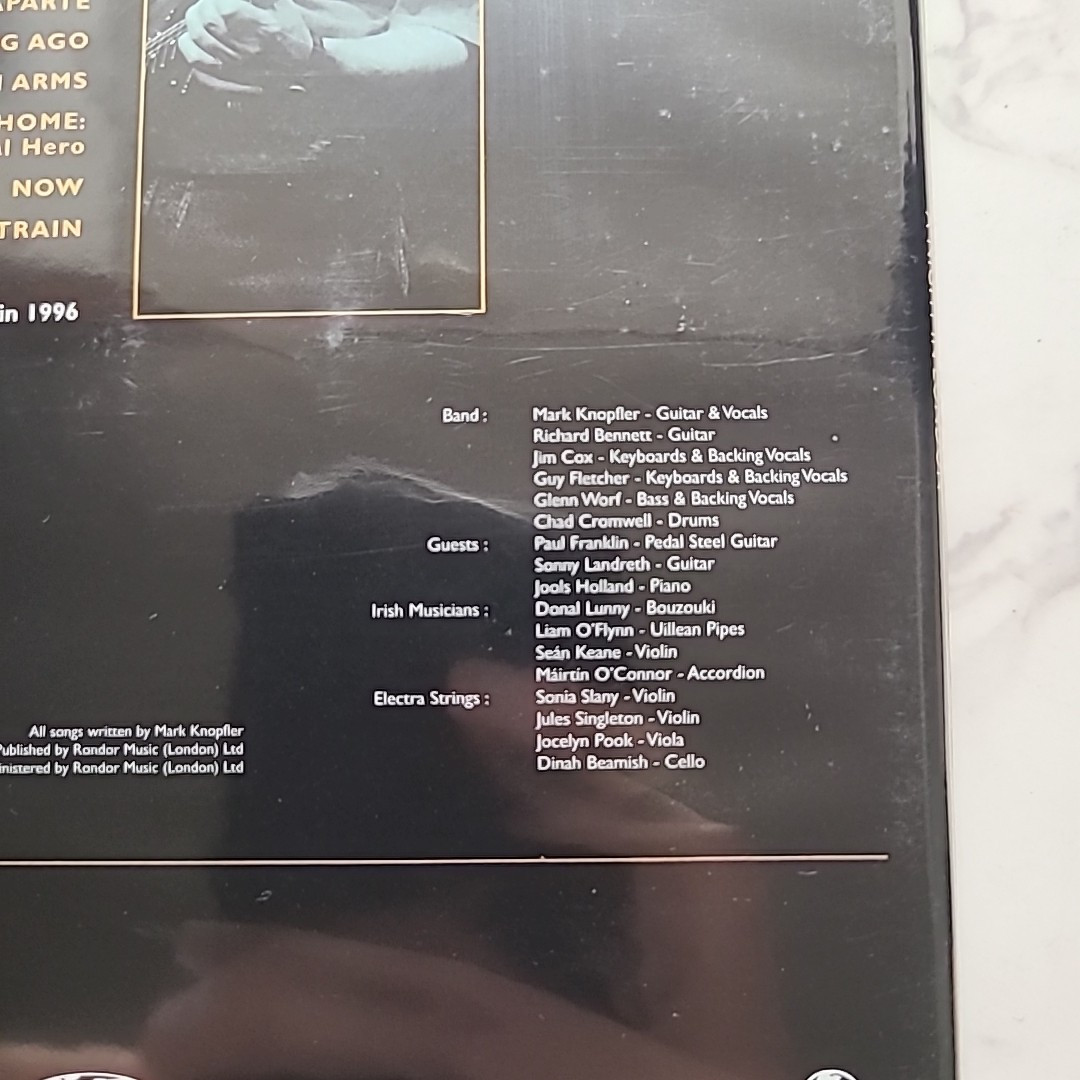 G AGO
ARMS
HOME:
Hero
NOW
TRAIN
in 1996
Band : Mark Knopfler - Guitar & Vocals
Richard Bennett - Guitar
Jim Cox - Keyboards & Backing Vocals
Guy Fletcher - Keyboards & Backing Vocals
Glenn Worf - Bass & Backing Vocals
Chad Cromwell - Drums
Guests : Paul Franklin - Pedal Steel Guitar
Sonny Landreth - Guitar
Jools Holland - Piano
Irish Musicians : Donal Lunny - Bouzouki
Liam O'Flynn - Uillean Pipes
Seán Keane - Violin
Máirtín O'Connor - Accordion
Electra Strings : Sonia Slany - Violin
Jules Singleton - Violin
Jocelyn Pook - Viola
Dinah Beamish - Cello
All songs written by Mark Knopfler
Published by Rondor Music (London) Ltd
inistered by Rondor Music (London) Ltd